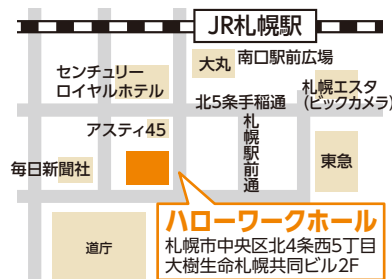 JR札幌駅
大丸
南口駅前広場
センチュリー
ロイヤルホテル
札幌エスタ
(ビックカメラ)
北5条手稲通
アスティ45
札幌駅前通
毎日新聞社
東急
道庁
ハローワークホール
札幌市中央区北4条西5丁目
大樹生命札幌共同ビル2F